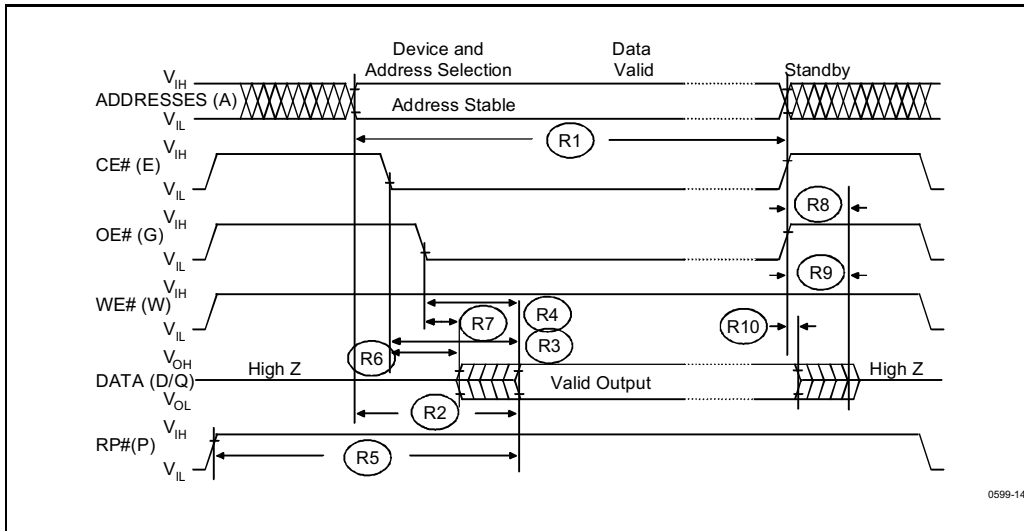 Device and
Address Selection
Data
Valid
Standby
V_IH
ADDRESSES (A)
V_IL
Address Stable
R1
V_IH
CE# (E)
V_IL
R8
V_IH
OE# (G)
V_IL
R9
V_IH
WE# (W)
V_IL
R4
R7
R10
R3
R6
V_OH
DATA (D/Q)
V_OL
High Z
Valid Output
High Z
R2
V_IH
RP#(P)
V_IL
R5
0599-14